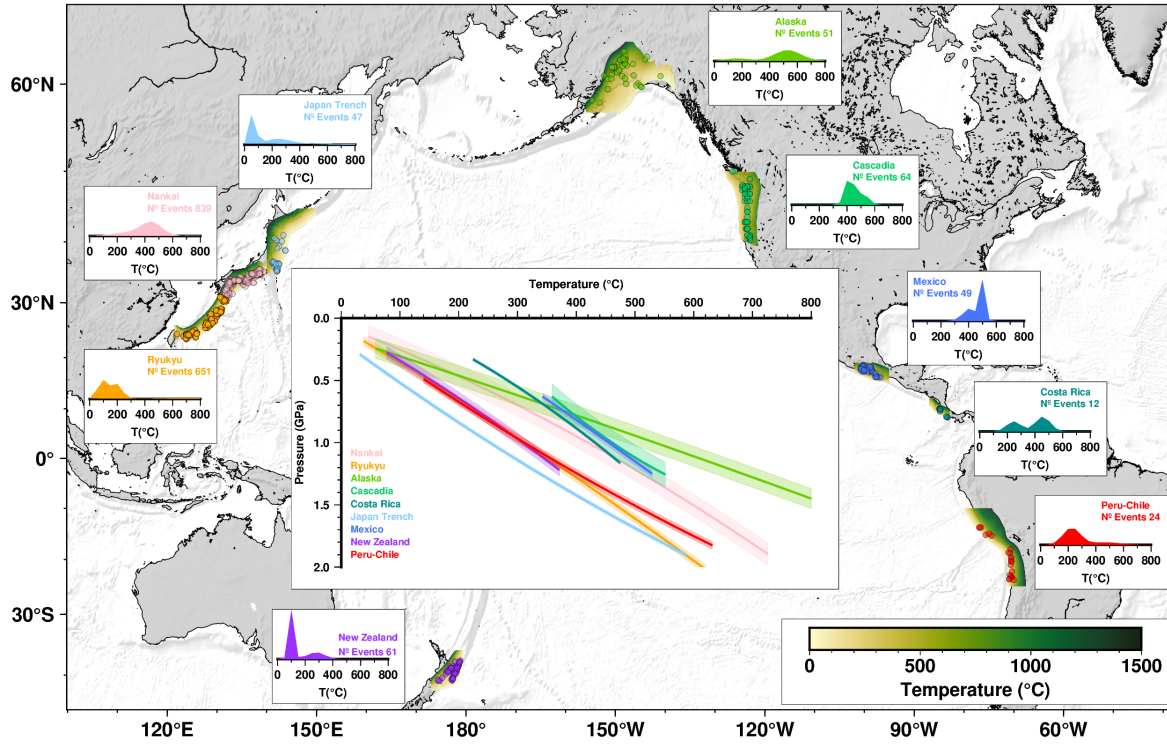 Alaska
Nº Events 51
0 200 400 600 800
T(°C)
60°N
Japan Trench
Nº Events 47
0 200 400 600 800
T(°C)
Cascadia
Nº Events 64
0 200 400 600 800
T(°C)
Nankai
Nº Events 839
0 200 400 600 800
T(°C)
30°N
Mexico
Nº Events 49
0 200 400 600 800
T(°C)
Temperature (°C)
0 100 200 300 400 500 600 700 800
0.0
0.5
1.0
1.5
2.0
Pressure (GPa)
Nankai
Ryukyu
Alaska
Cascadia
Costa Rica
Japan Trench
Mexico
New Zealand
Peru-Chile
Ryukyu
Nº Events 651
0 200 400 600 800
T(°C)
Costa Rica
Nº Events 12
0 200 400 600 800
T(°C)
0°
Peru-Chile
Nº Events 24
0 200 400 600 800
T(°C)
30°S
New Zealand
Nº Events 61
0 200 400 600 800
T(°C)
0 500 1000 1500
Temperature (°C)
120°E 150°E 180°W 150°W 120°W 90°W 60°W